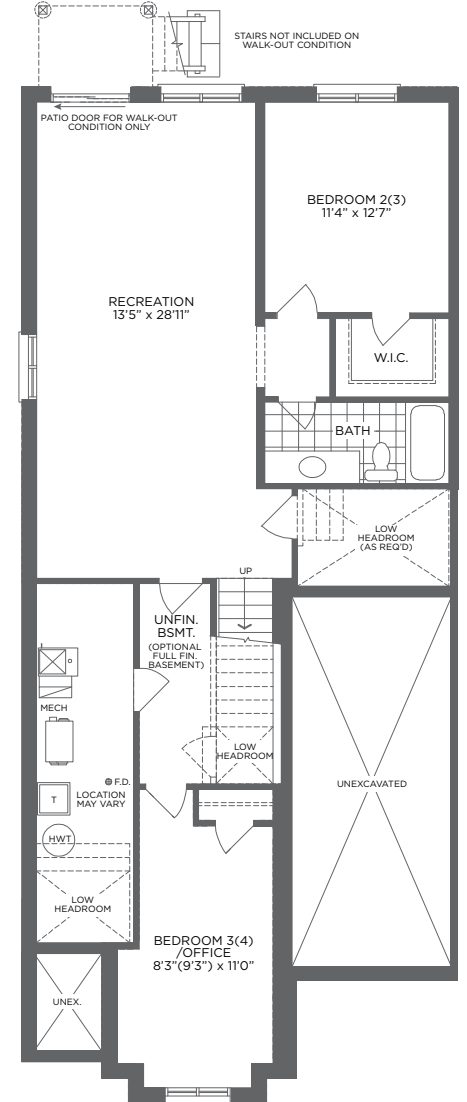 STAIRS NOT INCLUDED ON
WALK-OUT CONDITION
PATIO DOOR FOR WALK-OUT
CONDITION ONLY
BEDROOM 2(3)
11'4" x 12'7"
RECREATION
13'5" x 28'11"
W.I.C.
BATH
LOW
HEADROOM
(AS REQ'D)
UP
UNFIN.
BSMT.
(OPTIONAL
FULL FIN.
BASEMENT)
MECH
LOW
HEADROOM
F.D.
LOCATION
MAY VARY
T
UNEXCAVATED
HWT
LOW
HEADROOM
BEDROOM 3(4)
/OFFICE
8'3"(9'3") x 11'0"
UNEX.